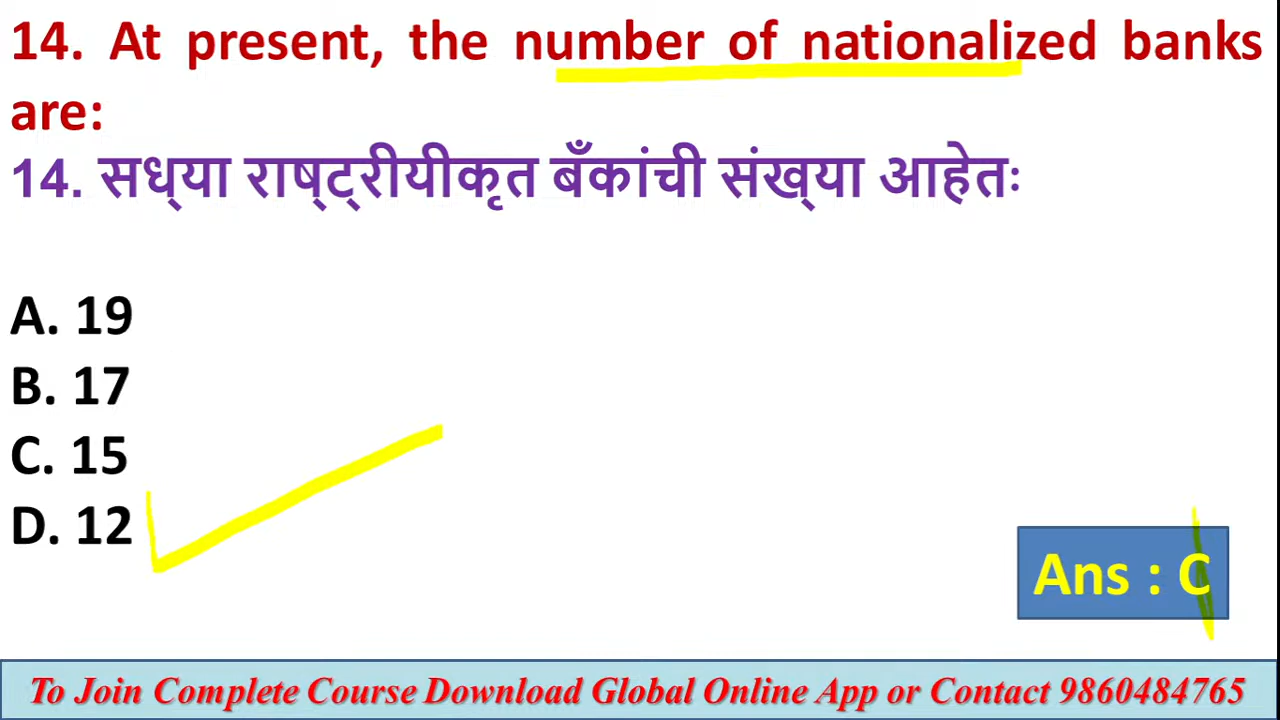 14. At present, the number of nationalized banks
are:
14. सध्या राष्ट्रीयीकृत बँकांची संख्या आहेतः
A. 19
B. 17
C. 15
D. 12
Ans : C
To Join Complete Course Download Global Online App or Contact 9860484765